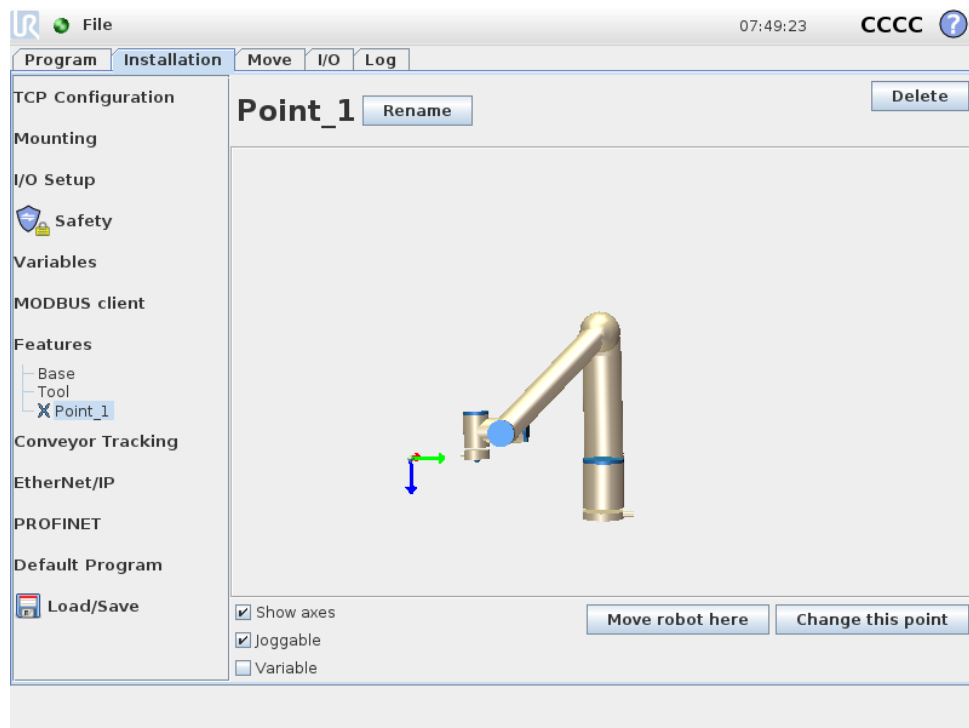 UR File 07:49:23 CCCC ?
Program Installation Move I/O Log
TCP Configuration
Mounting
I/O Setup
Safety
Variables
MODBUS client
Features
Base
Tool
Point_1
Conveyor Tracking
EtherNet/IP
PROFINET
Default Program
Load/Save
Point_1 Rename Delete
Show axes
Joggable
Variable
Move robot here Change this point